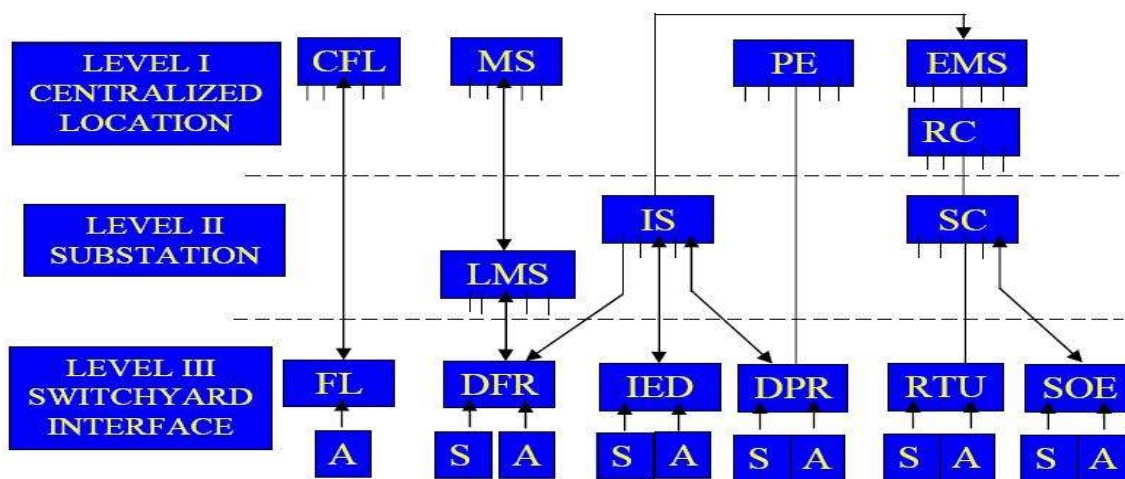 LEVEL I
CENTRALIZED
LOCATION
CFL
MS
PE
EMS
RC
LEVEL II
SUBSTATION
IS
SC
LMS
LEVEL III
SWITCHYARD
INTERFACE
FL
DFR
IED
DPR
RTU
SOE
A
S
A
S
A
S
A
S
A
S
A